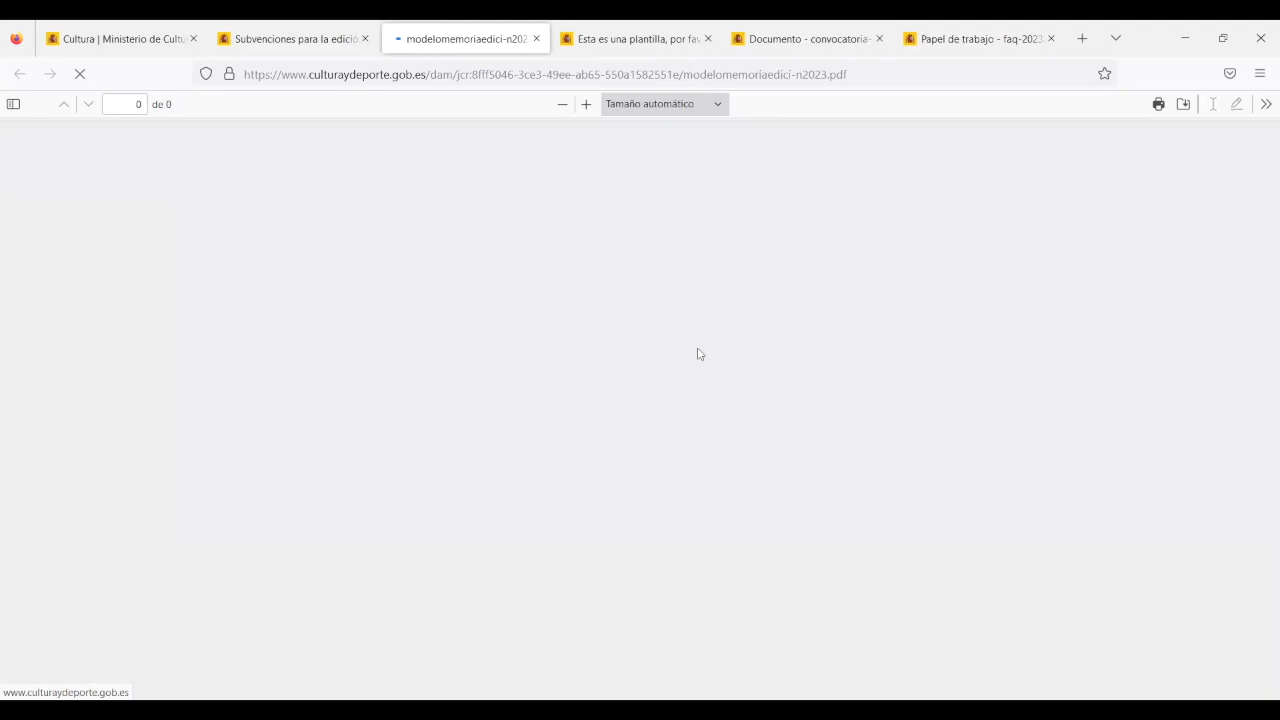 Cultura | Ministerio de Cultu
Subvenciones para la edició
modelomemoriaedici-n202
Esta es una plantilla, por fav
Documento - convocatoria-
Papel de trabajo - faq-2023
https://www.culturaydeporte.gob.es/dam/jcr:8fff5046-3ce3-49ee-ab65-550a1582551e/modelomemoriaedici-n2023.pdf
0 de 0
Tamaño automático
www.culturaydeporte.gob.es